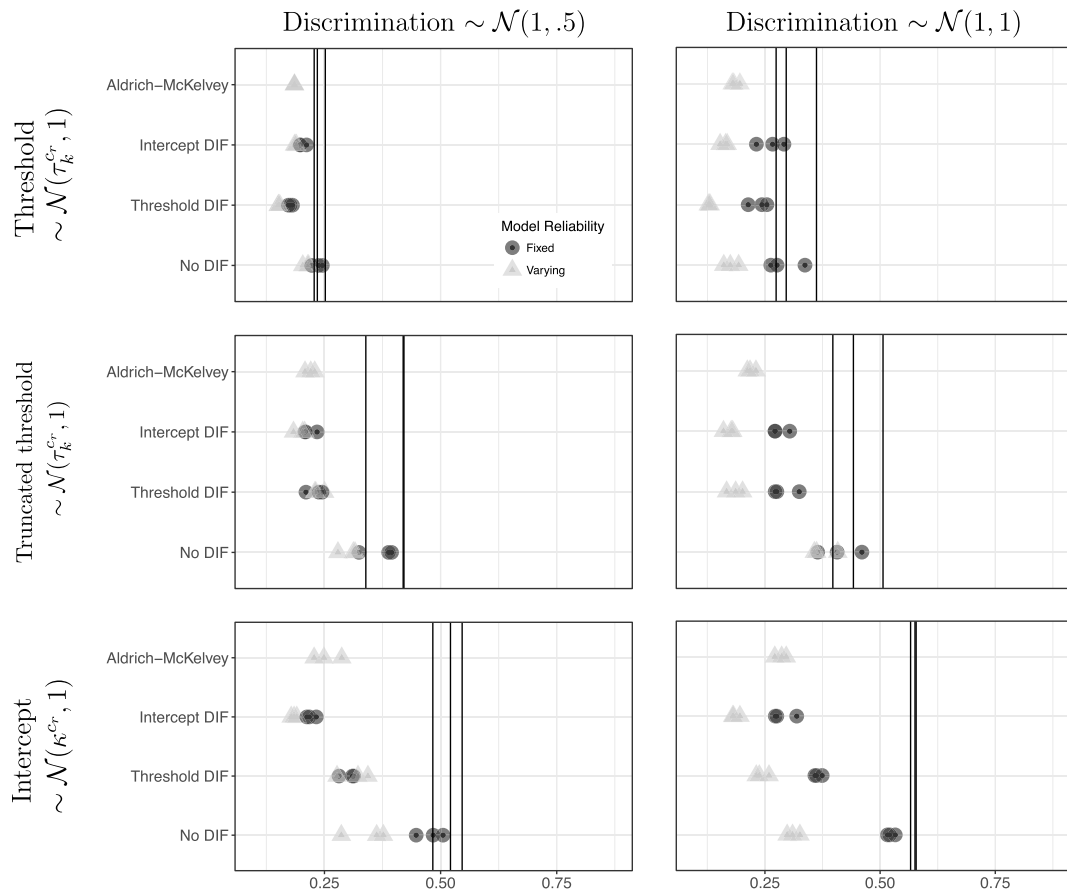 Discrimination ∼ 𝒩(1, .5)
Discrimination ∼ 𝒩(1, 1)
Threshold
∼ 𝒩(τ_k^{c_r}, 1)
Aldrich−McKelvey
Intercept DIF
Threshold DIF
No DIF
Model Reliability
Fixed
Varying
Truncated threshold
∼ 𝒩(τ_k^{c_r}, 1)
Aldrich−McKelvey
Intercept DIF
Threshold DIF
No DIF
Intercept
∼ 𝒩(κ^{c_r}, 1)
Aldrich−McKelvey
Intercept DIF
Threshold DIF
No DIF
0.25 0.50 0.75
0.25 0.50 0.75